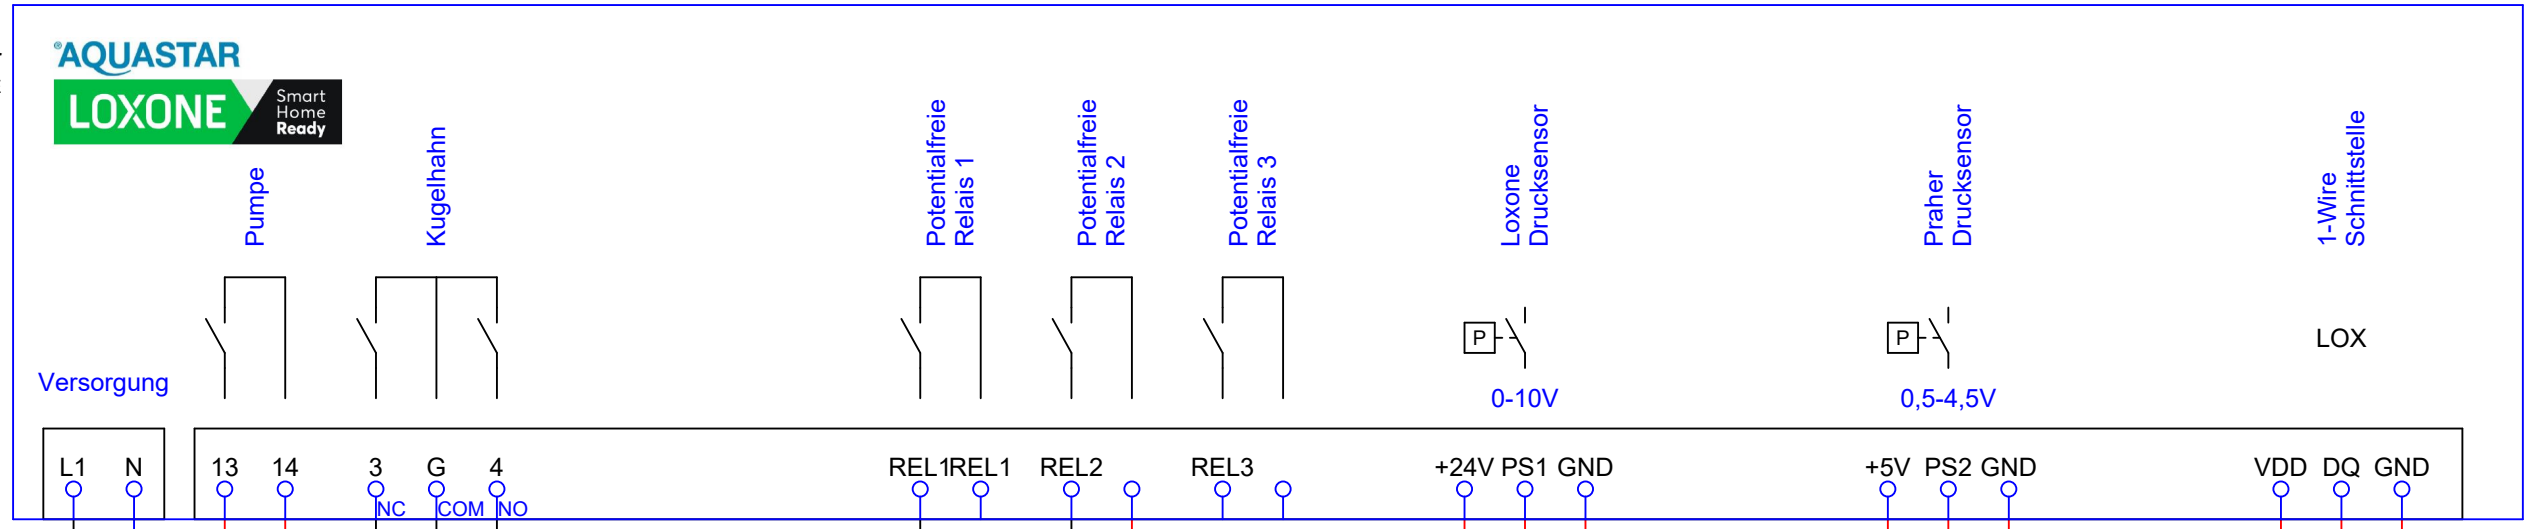 ®AQUASTAR
LOXONE
Smart
Home
Ready
Pumpe
Kugelhahn
Potentialfreie
Relais 1
Potentialfreie
Relais 2
Potentialfreie
Relais 3
Loxone
Drucksensor
Praher
Drucksensor
1-Wire
Schnittstelle
P
P
LOX
Versorgung
0-10V
0,5-4,5V
L1 N 13 14 3 G 4 REL1 REL1 REL2 REL3 +24V PS1 GND +5V PS2 GND VDD DQ GND
NC COM NO